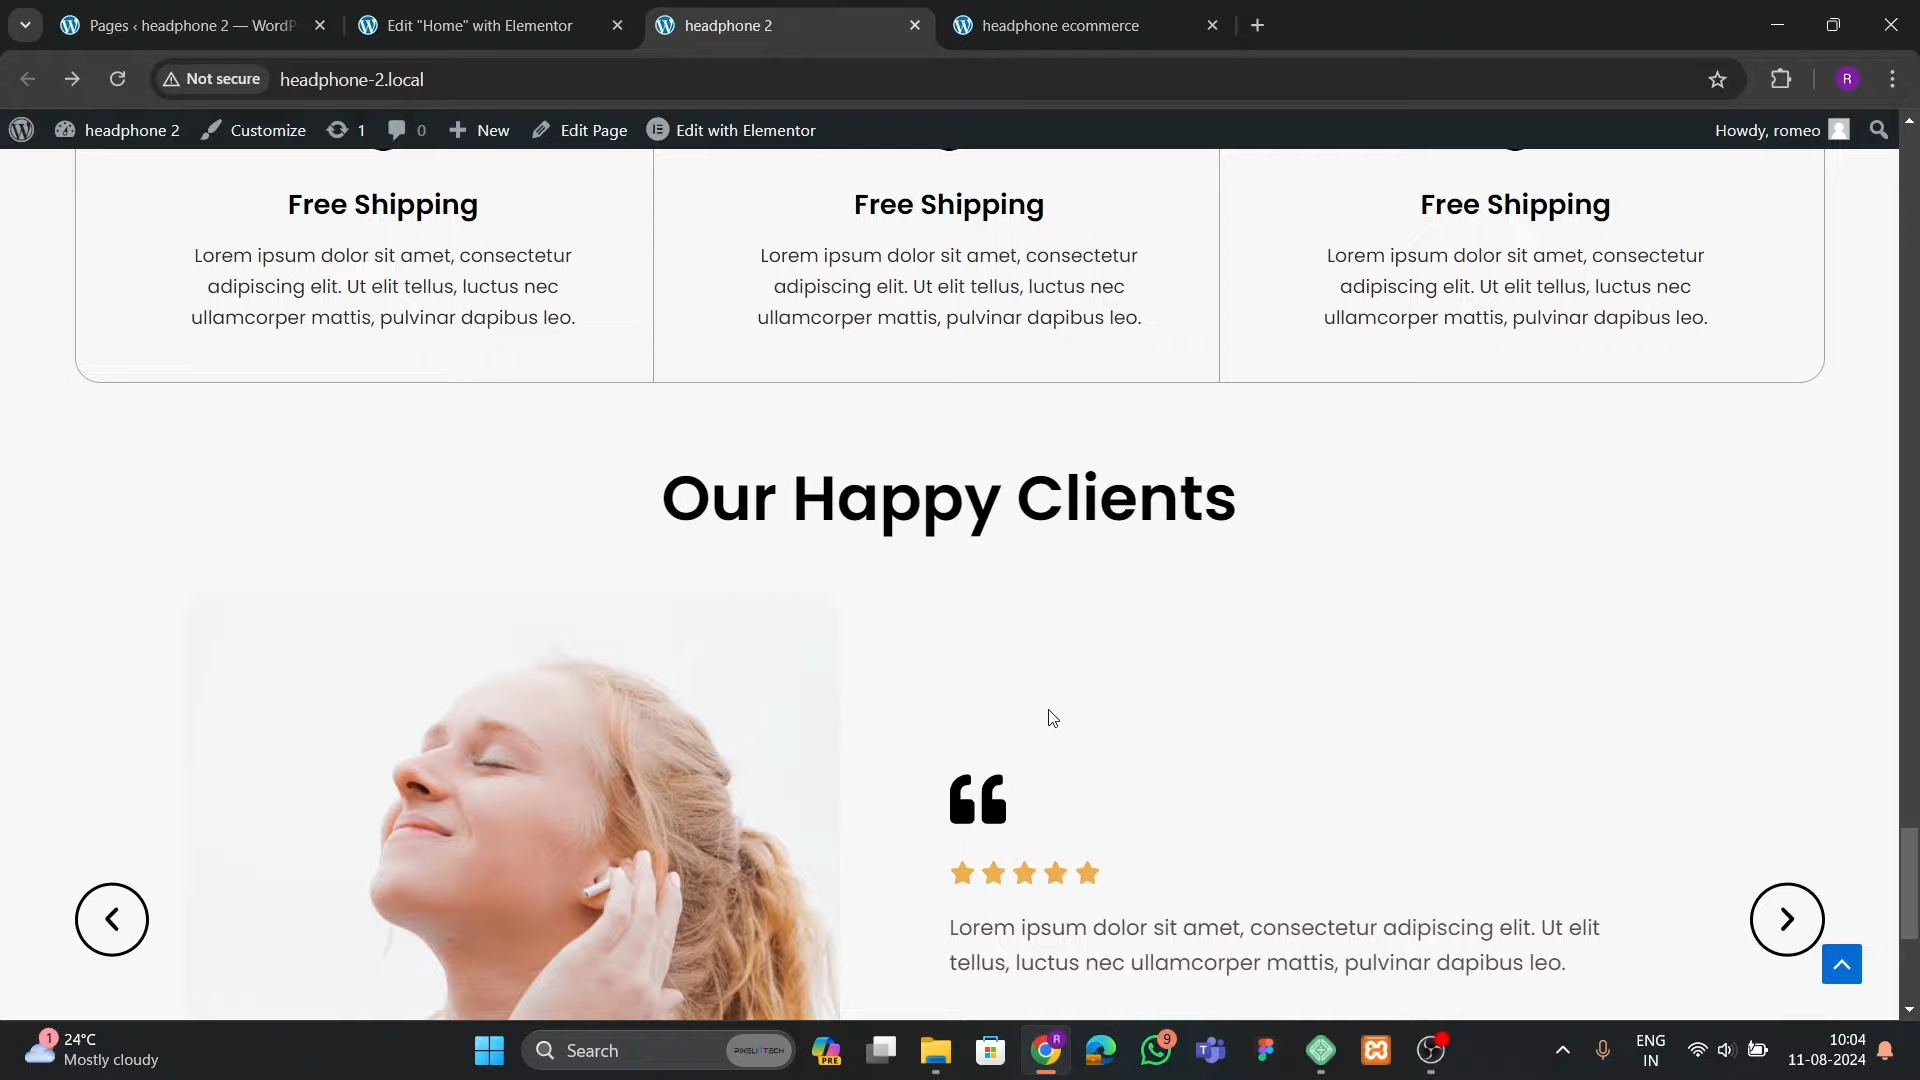 Pages ‹ headphone 2 — WordP
Edit "Home" with Elementor
headphone 2
headphone ecommerce
Not secure
headphone-2.local
R
headphone 2
Customize
1
0
New
Edit Page
Edit with Elementor
Howdy, romeo
Free Shipping
Lorem ipsum dolor sit amet, consectetur
adipiscing elit. Ut elit tellus, luctus nec
ullamcorper mattis, pulvinar dapibus leo.
Free Shipping
Lorem ipsum dolor sit amet, consectetur
adipiscing elit. Ut elit tellus, luctus nec
ullamcorper mattis, pulvinar dapibus leo.
Free Shipping
Lorem ipsum dolor sit amet, consectetur
adipiscing elit. Ut elit tellus, luctus nec
ullamcorper mattis, pulvinar dapibus leo.
Our Happy Clients
Lorem ipsum dolor sit amet, consectetur adipiscing elit. Ut elit
tellus, luctus nec ullamcorper mattis, pulvinar dapibus leo.
1
24°C
Mostly cloudy
Search
PRE
R
9
ENG
IN
10:04
11-08-2024